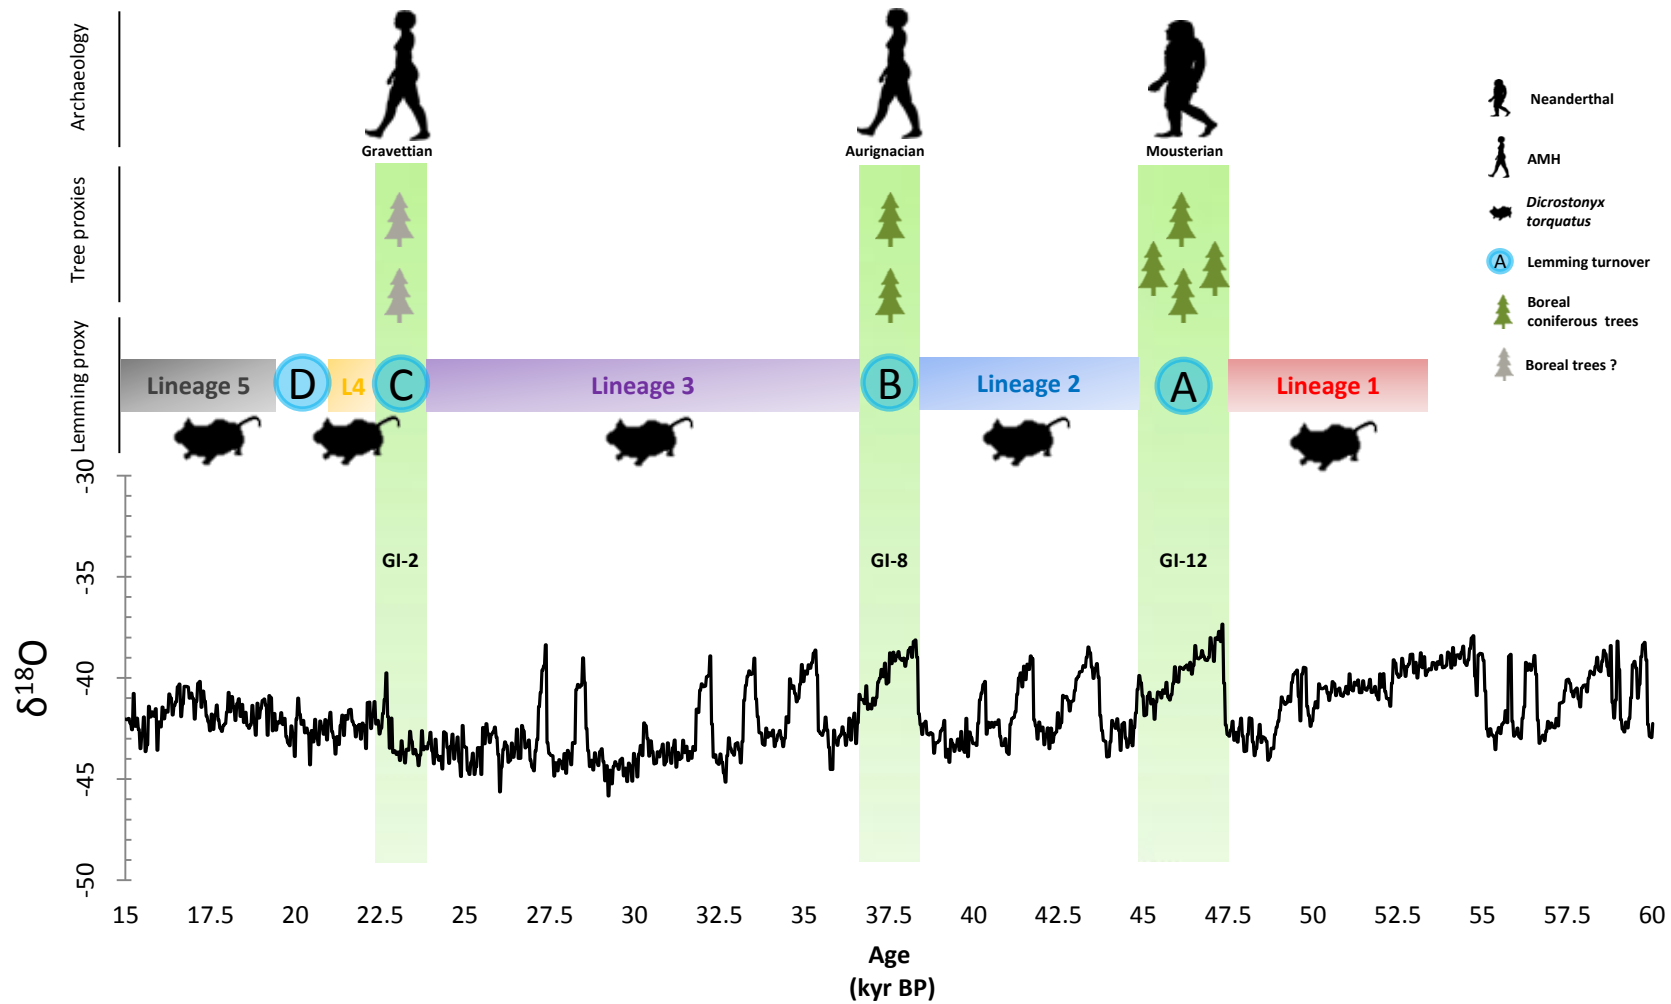 Archaeology
Gravettian
Aurignacian
Mousterian
Neanderthal
AMH
Dicrostonyx
torquatus
A
Lemming turnover
Boreal
coniferous trees
Boreal trees ?
Tree proxies
Lemming proxy
Lineage 5
D
L4
C
Lineage 3
B
Lineage 2
A
Lineage 1
GI-2
GI-8
GI-12
δ18O
-30
-35
-40
-45
-50
15 17.5 20 22.5 25 27.5 30 32.5 35 37.5 40 42.5 45 47.5 50 52.5 55 57.5 60
Age
(kyr BP)